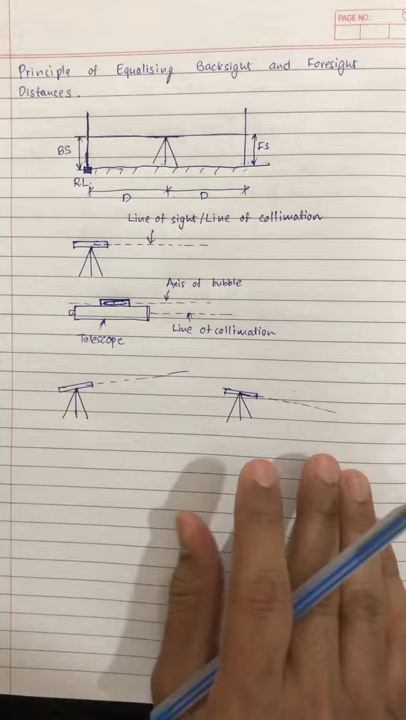 PAGE NO.:
Principle of Equalising Backsight and Foresight
Distances.
BS
FS
RL.
D
D
Line of sight/Line of collimation
Axis of bubble
Line of collimation
Telescope